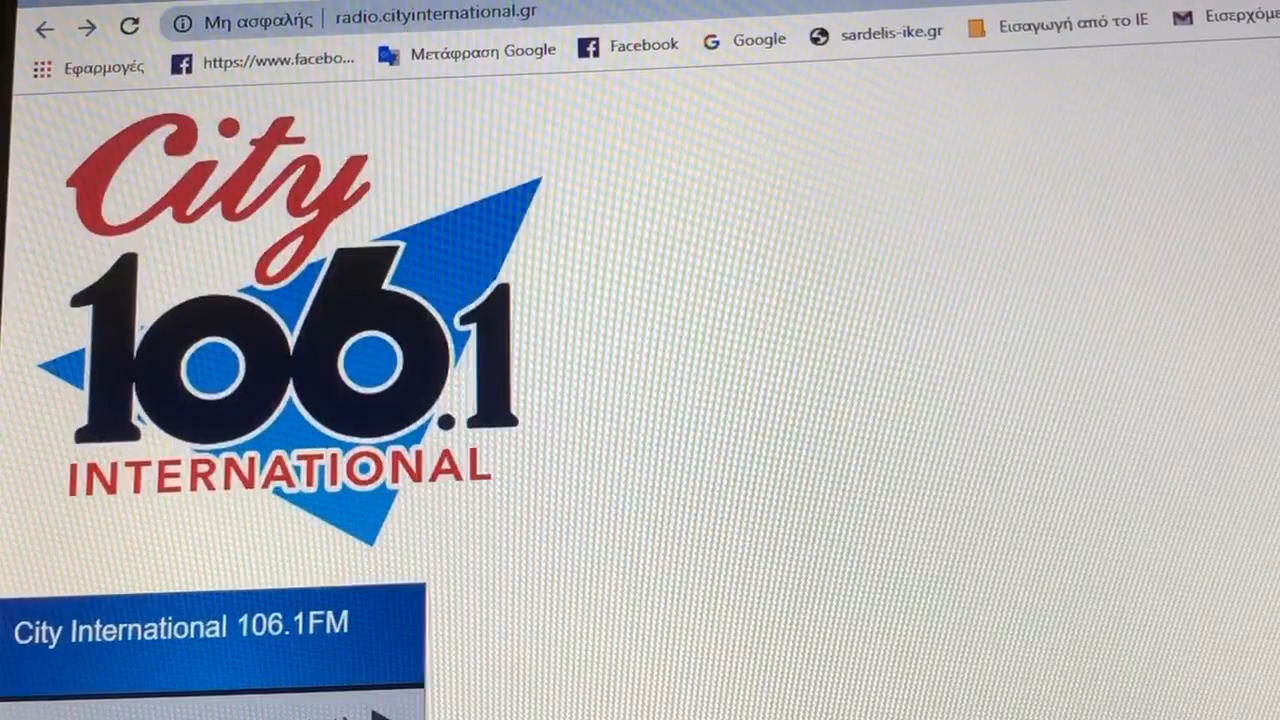 Μη ασφαλής | radio.cityinternational.gr
Εφαρμογές https://www.facebo... Μετάφραση Google Facebook Google sardelis-ike.gr Εισαγωγή από το IE
City
106.1
INTERNATIONAL
City International 106.1FM